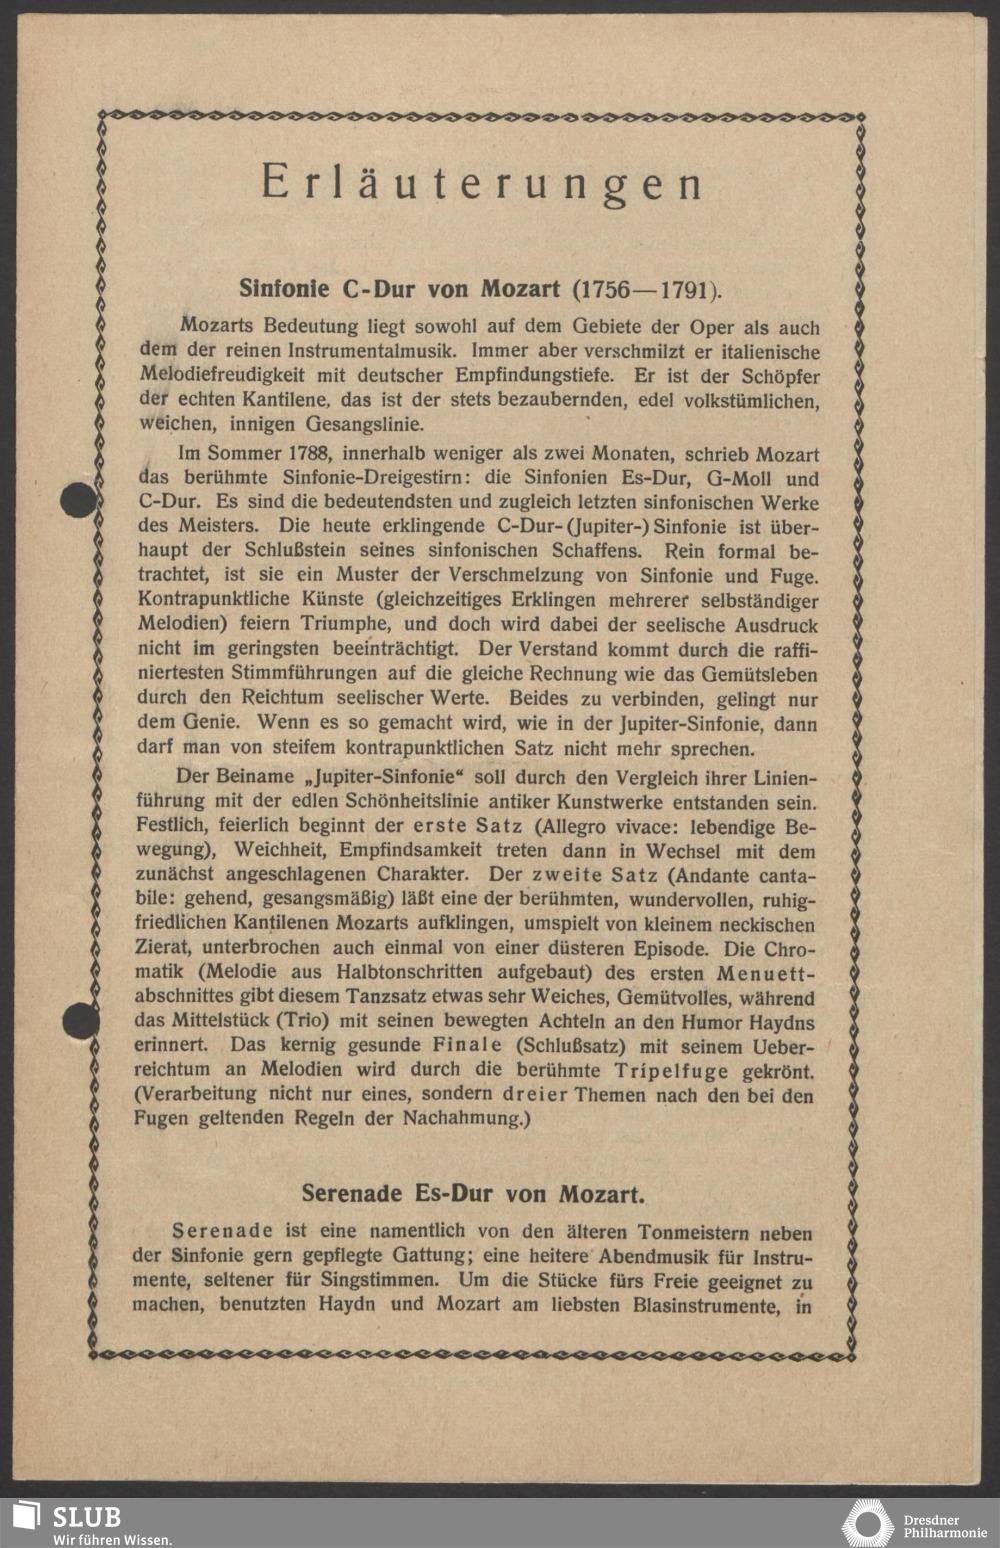 Erläuterungen
Sinfonie C-Dur von Mozart (1756—1791).
Mozarts Bedeutung liegt sowohl auf dem Gebiete der Oper als auch
dem der reinen Instrumentalmusik. Immer aber verschmilzt er italienische
Melodiefreudigkeit mit deutscher Empfindungstiefe. Er ist der Schöpfer
der echten Kantilene, das ist der stets bezaubernden, edel volkstümlichen,
weichen, innigen Gesangslinie.
Im Sommer 1788, innerhalb weniger als zwei Monaten, schrieb Mozart
das berühmte Sinfonie-Dreigestirn: die Sinfonien Es-Dur, G-Moll und
C-Dur. Es sind die bedeutendsten und zugleich letzten sinfonischen Werke
des Meisters. Die heute erklingende C-Dur-(Jupiter-) Sinfonie ist über-
haupt der Schlußstein seines sinfonischen Schaffens. Rein formal be-
trachtet, ist sie ein Muster der Verschmelzung von Sinfonie und Fuge.
Kontrapunktliche Künste (gleichzeitiges Erklingen mehrerer selbständiger
Melodien) feiern Triumphe, und doch wird dabei der seelische Ausdruck
nicht im geringsten beeinträchtigt. Der Verstand kommt durch die raffi-
niertesten Stimmführungen auf die gleiche Rechnung wie das Gemütsleben
durch den Reichtum seelischer Werte. Beides zu verbinden, gelingt nur
dem Genie. Wenn es so gemacht wird, wie in der Jupiter-Sinfonie, dann
darf man von steifem kontrapunktlichen Satz nicht mehr sprechen.
Der Beiname „Jupiter-Sinfonie“ soll durch den Vergleich ihrer Linien-
führung mit der edlen Schönheitslinie antiker Kunstwerke entstanden sein.
Festlich, feierlich beginnt der erste Satz (Allegro vivace: lebendige Be-
wegung), Weichheit, Empfindsamkeit treten dann in Wechsel mit dem
zunächst angeschlagenen Charakter. Der zweite Satz (Andante canta-
bile: gehend, gesangsmäßig) läßt eine der berühmten, wundervollen, ruhig-
friedlichen Kantilenen Mozarts aufklingen, umspielt von kleinem neckischen
Zierat, unterbrochen auch einmal von einer düsteren Episode. Die Chro-
matik (Melodie aus Halbtonschritten aufgebaut) des ersten Menuett-
abschnittes gibt diesem Tanzsatz etwas sehr Weiches, Gemütvolles, während
das Mittelstück (Trio) mit seinen bewegten Achteln an den Humor Haydns
erinnert. Das kernig gesunde Finale (Schlußsatz) mit seinem Ueber-
reichtum an Melodien wird durch die berühmte Tripelfuge gekrönt.
(Verarbeitung nicht nur eines, sondern dreier Themen nach den bei den
Fugen geltenden Regeln der Nachahmung.)
Serenade Es-Dur von Mozart.
Serenade ist eine namentlich von den älteren Tonmeistern neben
der Sinfonie gern gepflegte Gattung; eine heitere Abendmusik für Instru-
mente, seltener für Singstimmen. Um die Stücke fürs Freie geeignet zu
machen, benutzten Haydn und Mozart am liebsten Blasinstrumente, in
SLUB
Wir führen Wissen.
Dresdner
Philharmonie